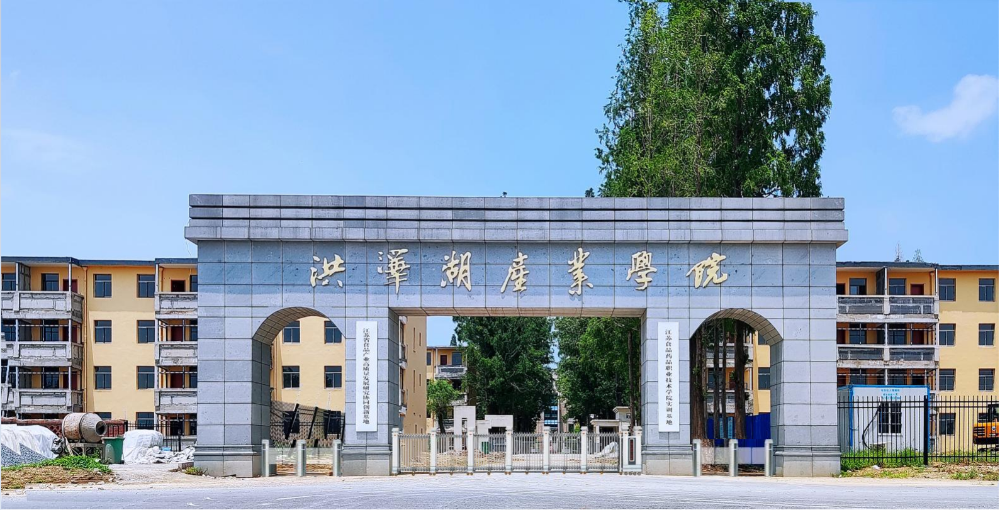 洪澤湖產業學院
江苏省食品产业高质量发展研究协同创新基地
江苏食品药品职业技术学院实训基地